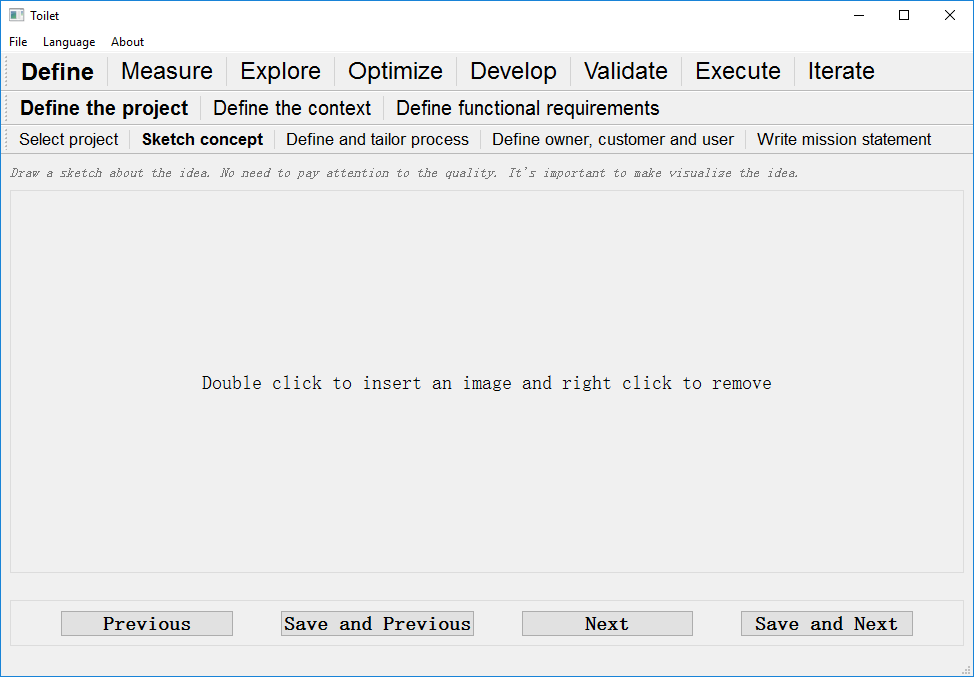 Toilet
File Language About
Define Measure Explore Optimize Develop Validate Execute Iterate
Define the project Define the context Define functional requirements
Select project Sketch concept Define and tailor process Define owner, customer and user Write mission statement
Draw a sketch about the idea. No need to pay attention to the quality. It's important to make visualize the idea.
Double click to insert an image and right click to remove
Previous Save and Previous Next Save and Next